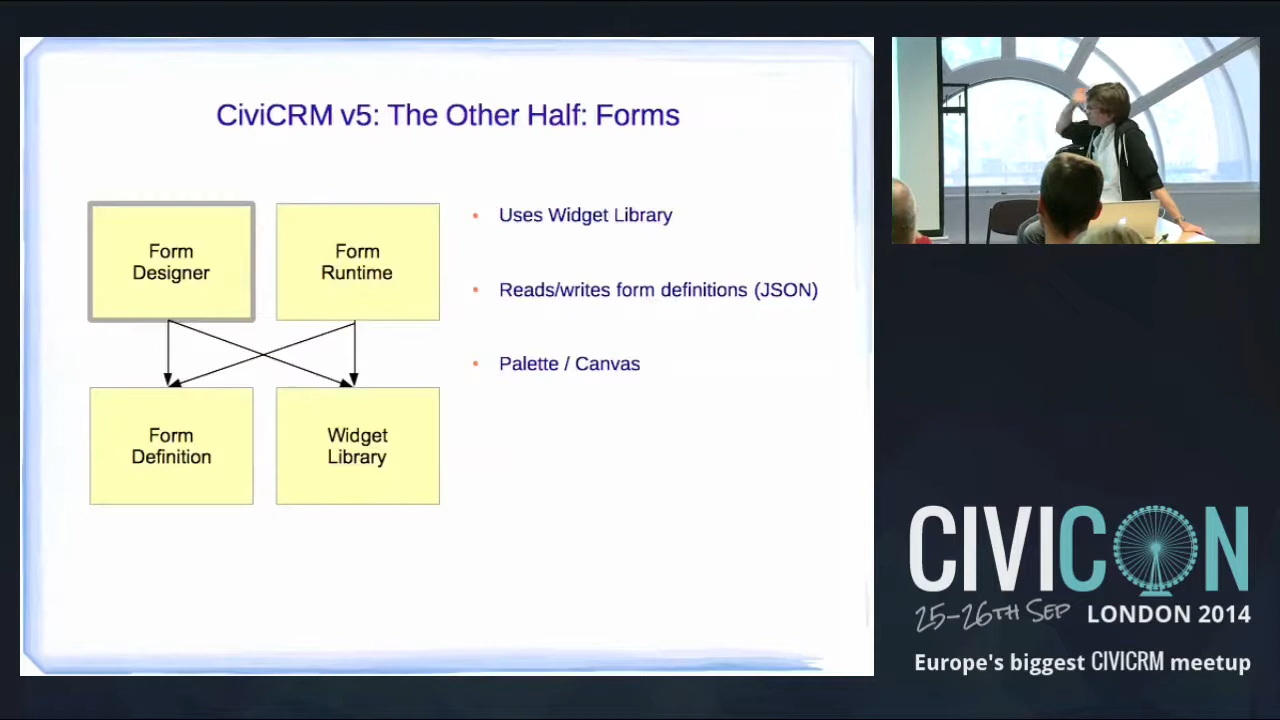 CiviCRM v5: The Other Half: Forms
Form
Designer
Form
Runtime
Form
Definition
Widget
Library
• Uses Widget Library
• Reads/writes form definitions (JSON)
• Palette / Canvas
CIVICON
25-26TH SEP LONDON 2014
Europe's biggest CIVICRM meetup